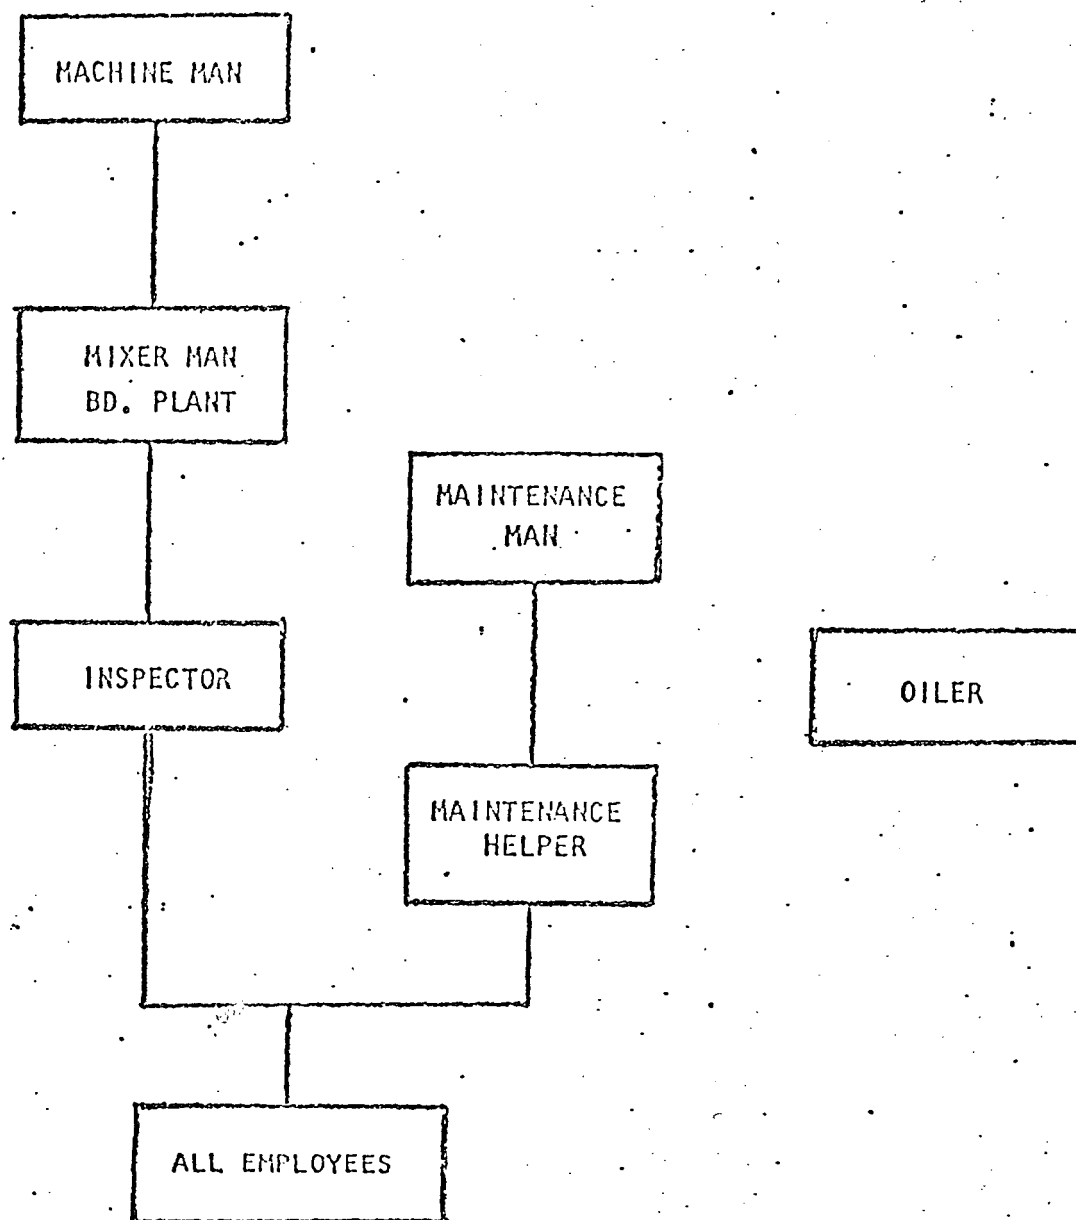 MACHINE MAN
MIXER MAN
BD. PLANT
MAINTENANCE
MAN
INSPECTOR
OILER
MAINTENANCE
HELPER
ALL EMPLOYEES